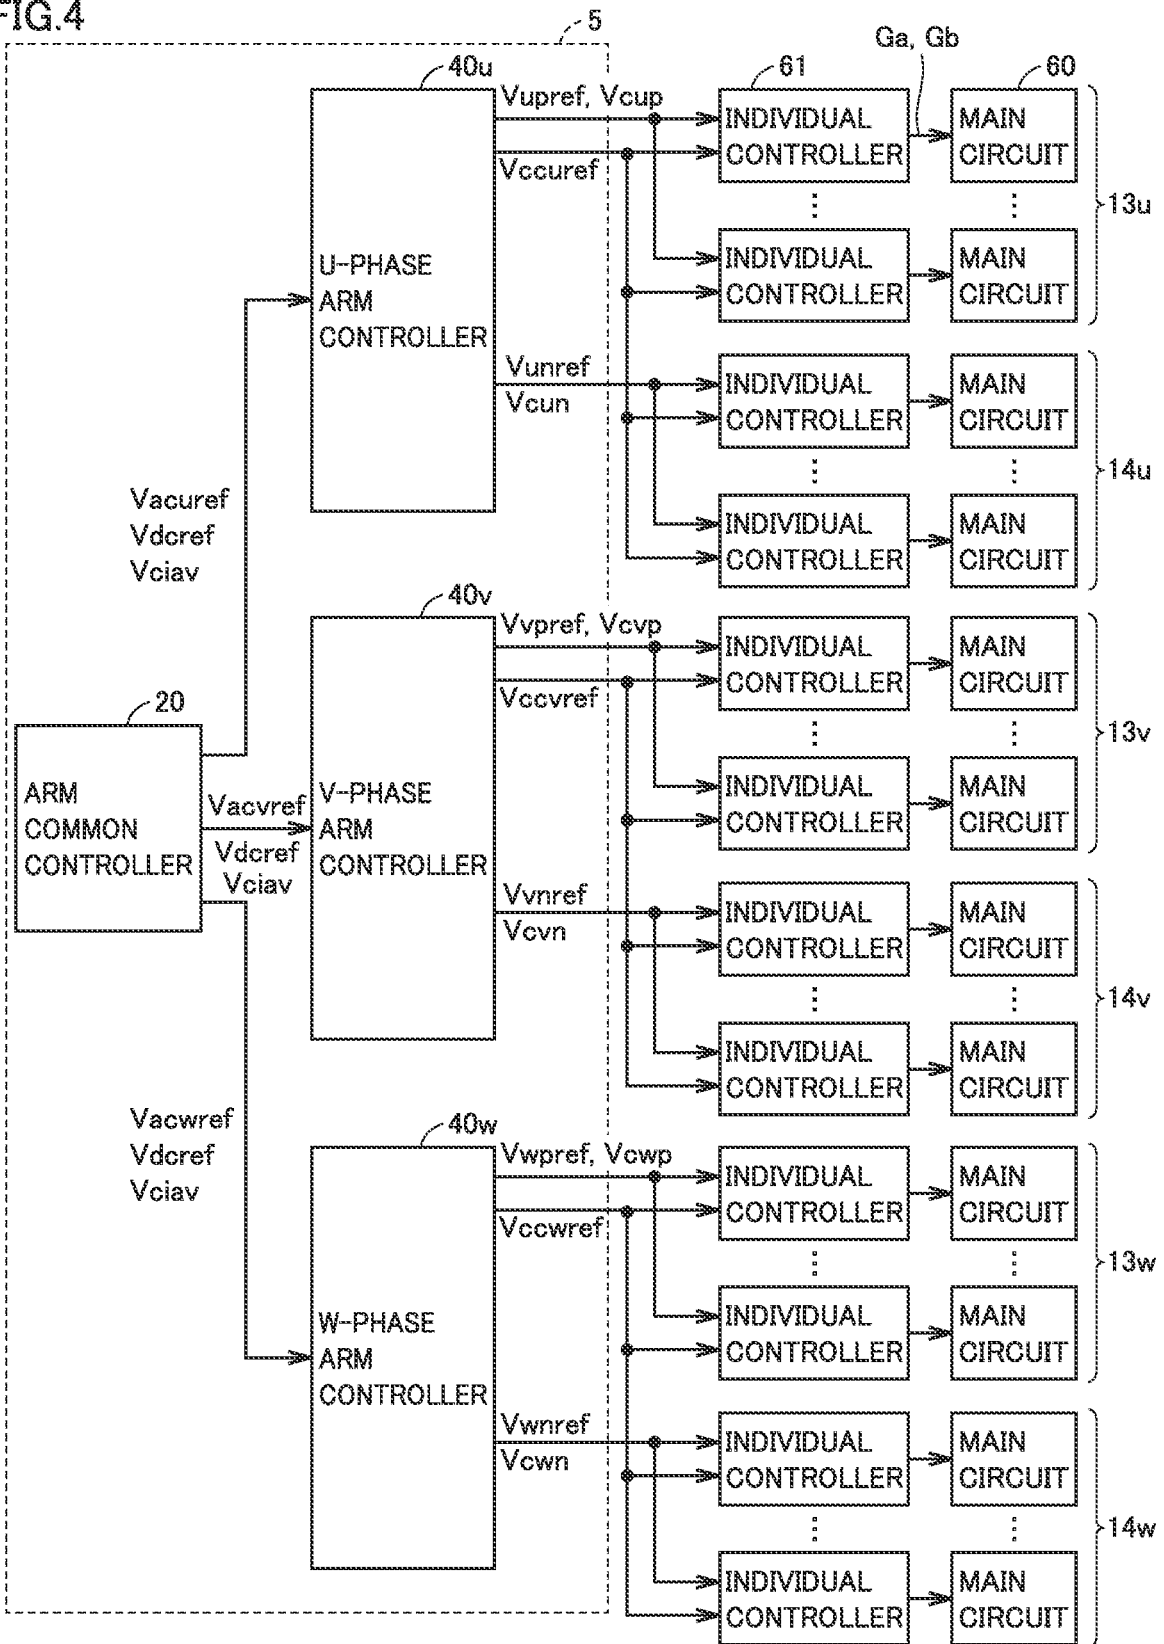 FIG.4
5
40u
Vupref, Vcup
Vccuref
U-PHASE
ARM
CONTROLLER
Vunref
Vcun
61
Ga, Gb
60
INDIVIDUAL
CONTROLLER
MAIN
CIRCUIT
INDIVIDUAL
CONTROLLER
MAIN
CIRCUIT
13u
INDIVIDUAL
CONTROLLER
MAIN
CIRCUIT
INDIVIDUAL
CONTROLLER
MAIN
CIRCUIT
14u
Vacuref
Vdcref
Vciav
40v
Vvpref, Vcvp
Vccvref
V-PHASE
ARM
CONTROLLER
Vvnref
Vcvn
INDIVIDUAL
CONTROLLER
MAIN
CIRCUIT
INDIVIDUAL
CONTROLLER
MAIN
CIRCUIT
13v
INDIVIDUAL
CONTROLLER
MAIN
CIRCUIT
INDIVIDUAL
CONTROLLER
MAIN
CIRCUIT
14v
20
ARM
COMMON
CONTROLLER
Vacvref
Vdcref
Vciav
Vacwref
Vdcref
Vciav
40w
Vwpref, Vcwp
Vccwref
W-PHASE
ARM
CONTROLLER
Vwnref
Vcwn
INDIVIDUAL
CONTROLLER
MAIN
CIRCUIT
INDIVIDUAL
CONTROLLER
MAIN
CIRCUIT
13w
INDIVIDUAL
CONTROLLER
MAIN
CIRCUIT
INDIVIDUAL
CONTROLLER
MAIN
CIRCUIT
14w